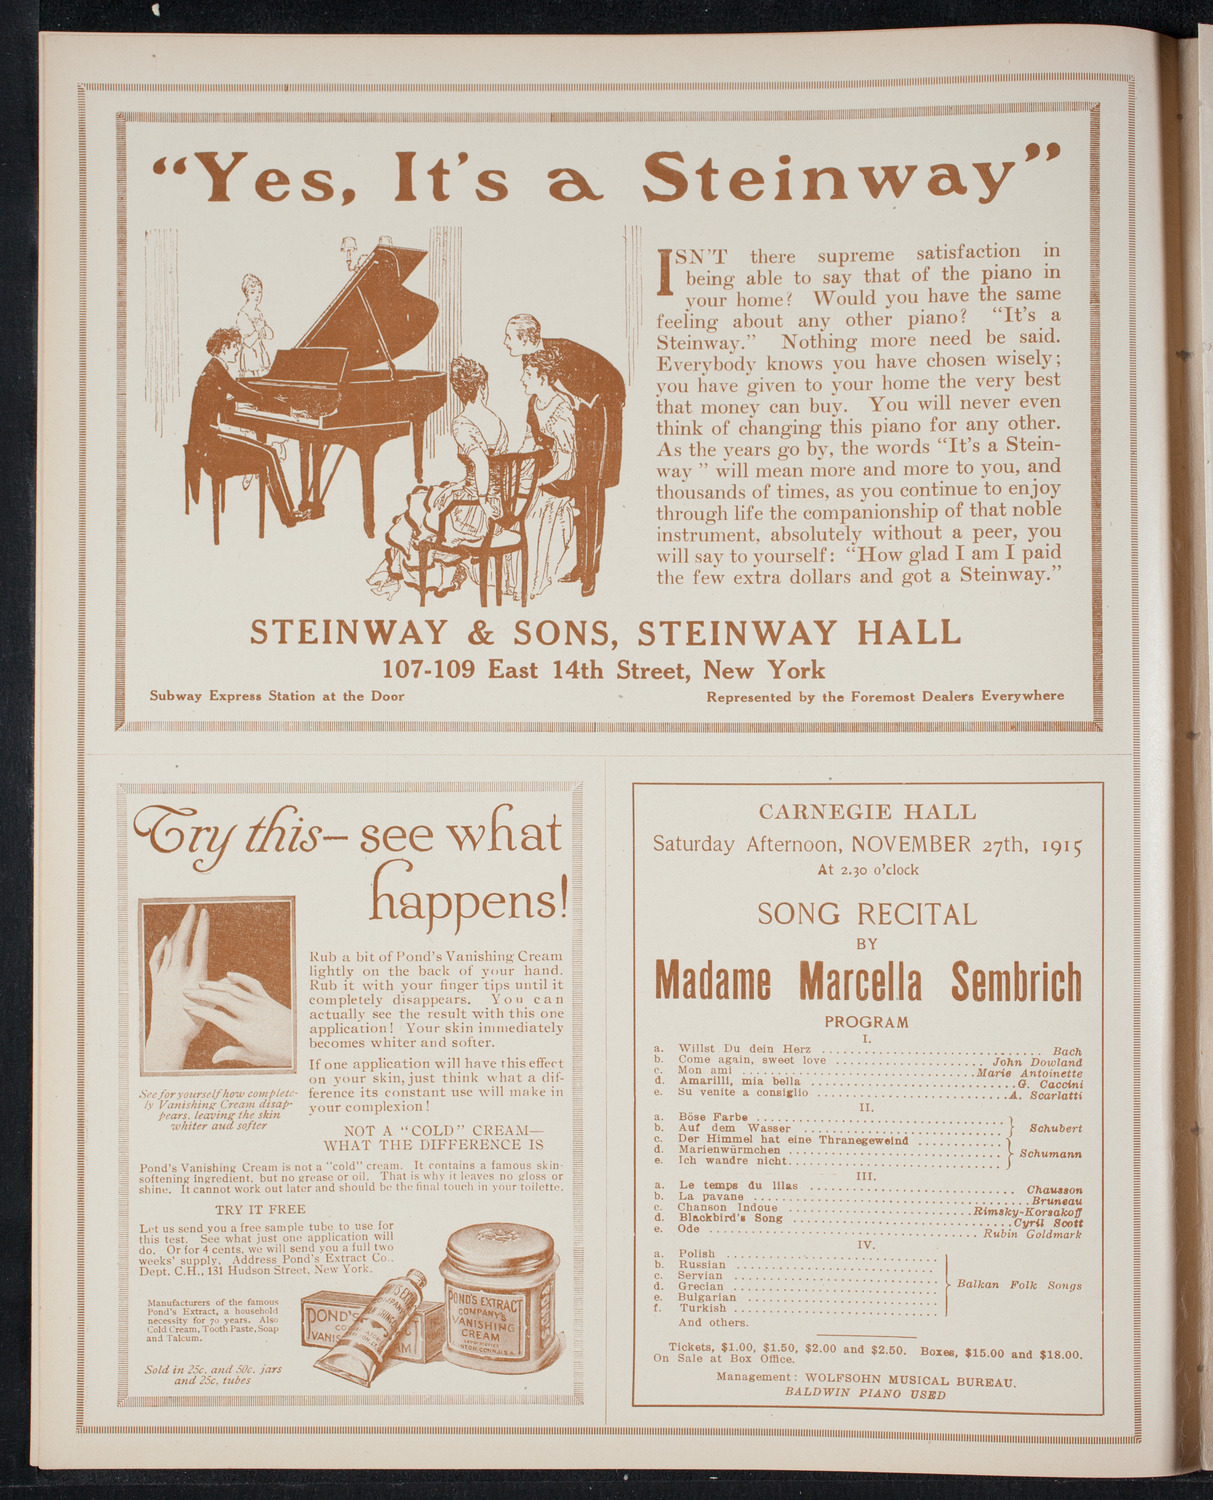 “Yes, It's a Steinway”
ISN'T there supreme satisfaction in
being able to say that of the piano in
your home? Would you have the same
feeling about any other piano? “It's a
Steinway.” Nothing more need be said.
Everybody knows you have chosen wisely;
you have given to your home the very best
that money can buy. You will never even
think of changing this piano for any other.
As the years go by, the words “It's a Stein-
way ” will mean more and more to you, and
thousands of times, as you continue to enjoy
through life the companionship of that noble
instrument, absolutely without a peer, you
will say to yourself: “How glad I am I paid
the few extra dollars and got a Steinway.”
STEINWAY & SONS, STEINWAY HALL
107-109 East 14th Street, New York
Subway Express Station at the Door
Represented by the Foremost Dealers Everywhere
Try this—see what
happens!
Rub a bit of Pond's Vanishing Cream
lightly on the back of your hand.
Rub it with your finger tips until it
completely disappears. You can
actually see the result with this one
application! Your skin immediately
becomes whiter and softer.
If one application will have this effect
on your skin, just think what a dif-
ference its constant use will make in
your complexion!
See for yourself how complete-
ly Vanishing Cream disap-
pears, leaving the skin
whiter aud softer
NOT A “COLD” CREAM—
WHAT THE DIFFERENCE IS
Pond's Vanishing Cream is not a “cold” cream. It contains a famous skin-
softening ingredient, but no grease or oil. That is why it leaves no gloss or
shine. It cannot work out later and should be the final touch in your toilette.
TRY IT FREE
Let us send you a free sample tube to use for
this test. See what just one application will
do. Or for 4 cents, we will send you a full two
weeks' supply. Address Pond's Extract Co.,
Dept. C.H., 131 Hudson Street, New York.
Manufacturers of the famous
Pond's Extract, a household
necessity for 70 years. Also
Cold Cream, Tooth Paste, Soap
and Talcum.
Sold in 25c, and 50c. jars
and 25c. tubes
POND'S EXTRACT
COMPANY'S
VANISHING
CREAM
CARNEGIE HALL
Saturday Afternoon, NOVEMBER 27th, 1915
At 2.30 o'clock
SONG RECITAL
BY
Madame Marcella Sembrich
PROGRAM
I.
a. Willst Du dein Herz ........ Bach
b. Come again, sweet love ........ John Dowland
c. Mon ami ........ Marie Antoinette
d. Amarilli, mia bella ........ G. Caccini
e. Su venite a consiglio ........ A. Scarlatti
II.
a. Böse Farbe ........
b. Auf dem Wasser ........ Schubert
c. Der Himmel hat eine Thranegeweind ........
d. Marienwürmchen ........ Schumann
e. Ich wandre nicht ........
III.
a. Le temps du lilas ........ Chausson
b. La pavane ........ Bruneau
c. Chanson Indoue ........ Rimsky-Korsakoff
d. Blackbird's Song ........ Cyril Scott
e. Ode ........ Rubin Goldmark
IV.
a. Polish ........
b. Russian ........
c. Servian ........
d. Grecian ........ Balkan Folk Songs
e. Bulgarian ........
f. Turkish ........
And others.
Tickets, $1.00, $1.50, $2.00 and $2.50. Boxes, $15.00 and $18.00.
On Sale at Box Office.
Management: WOLFSOHN MUSICAL BUREAU.
BALDWIN PIANO USED